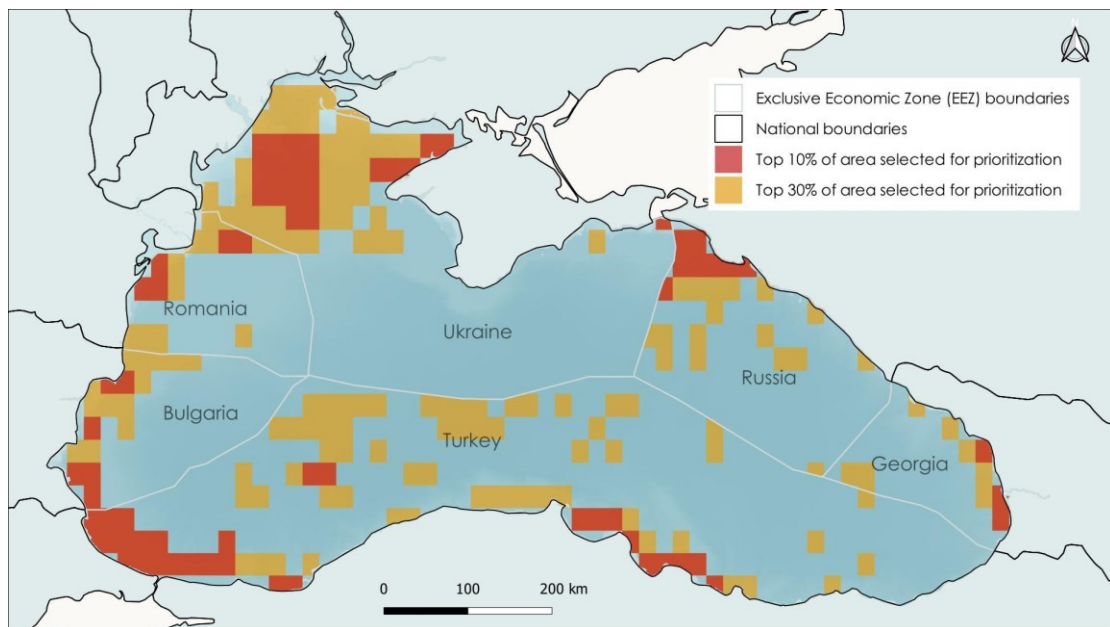 Exclusive Economic Zone (EEZ) boundaries
National boundaries
Top 10% of area selected for prioritization
Top 30% of area selected for prioritization
Romania
Ukraine
Russia
Bulgaria
Turkey
Georgia
0 100 200 km